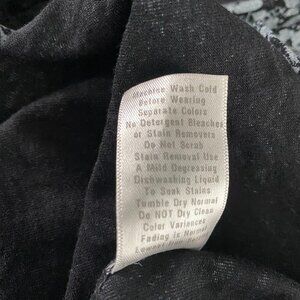 Machine Wash Cold
Before Wearing
Separate Colors
No Detergent Bleaches
or Stain Removers
Do Not Scrub
Stain Removal Use
A Mild Degreasing
Dishwashing Liquid
To Soak Stains
Tumble Dry Normal
Do NOT Dry Clean
Color Variances
Fading is Normal